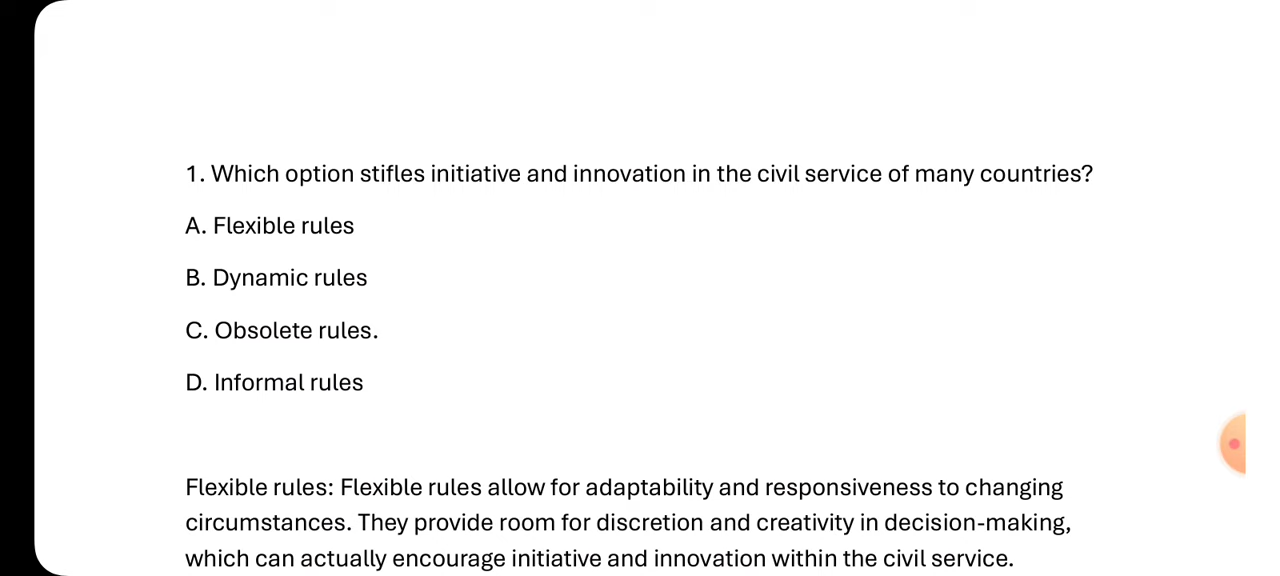 1. Which option stifles initiative and innovation in the civil service of many countries?
A. Flexible rules
B. Dynamic rules
C. Obsolete rules.
D. Informal rules
Flexible rules: Flexible rules allow for adaptability and responsiveness to changing
circumstances. They provide room for discretion and creativity in decision-making,
which can actually encourage initiative and innovation within the civil service.